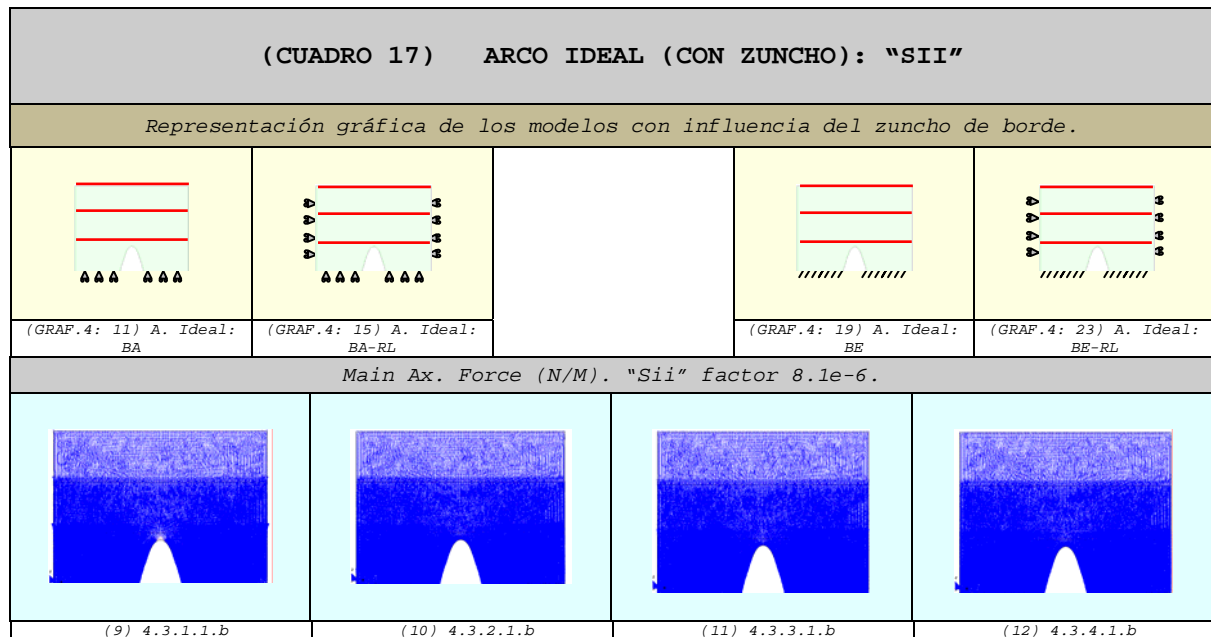 (CUADRO 17) ARCO IDEAL (CON ZUNCHO): “SII”
Representación gráfica de los modelos con influencia del zuncho de borde.
(GRAF.4: 11) A. Ideal:
BA
(GRAF.4: 15) A. Ideal:
BA-RL
(GRAF.4: 19) A. Ideal:
BE
(GRAF.4: 23) A. Ideal:
BE-RL
Main Ax. Force (N/M). “Sii” factor 8.1e-6.
(9) 4.3.1.1.b
(10) 4.3.2.1.b
(11) 4.3.3.1.b
(12) 4.3.4.1.b